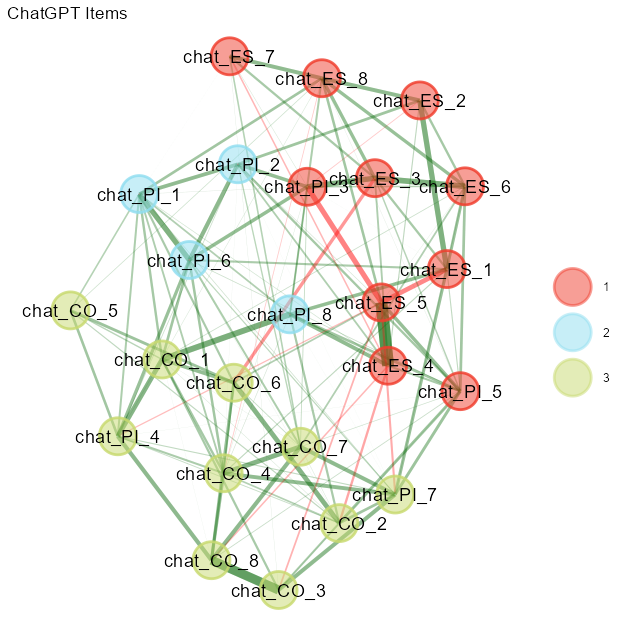 ChatGPT Items
chat_ES_7
chat_ES_8
chat_ES_2
chat_PI_2
chat_ES_3
chat_PI_3
chat_ES_6
chat_PI_1
chat_PI_6
chat_ES_1
1
chat_ES_5
chat_CO_5
chat_PI_8
2
chat_CO_1
chat_ES_4
3
chat_CO_6
chat_PI_5
chat_PI_4
chat_CO_7
chat_CO_4
chat_PI_7
chat_CO_2
chat_CO_8
chat_CO_3